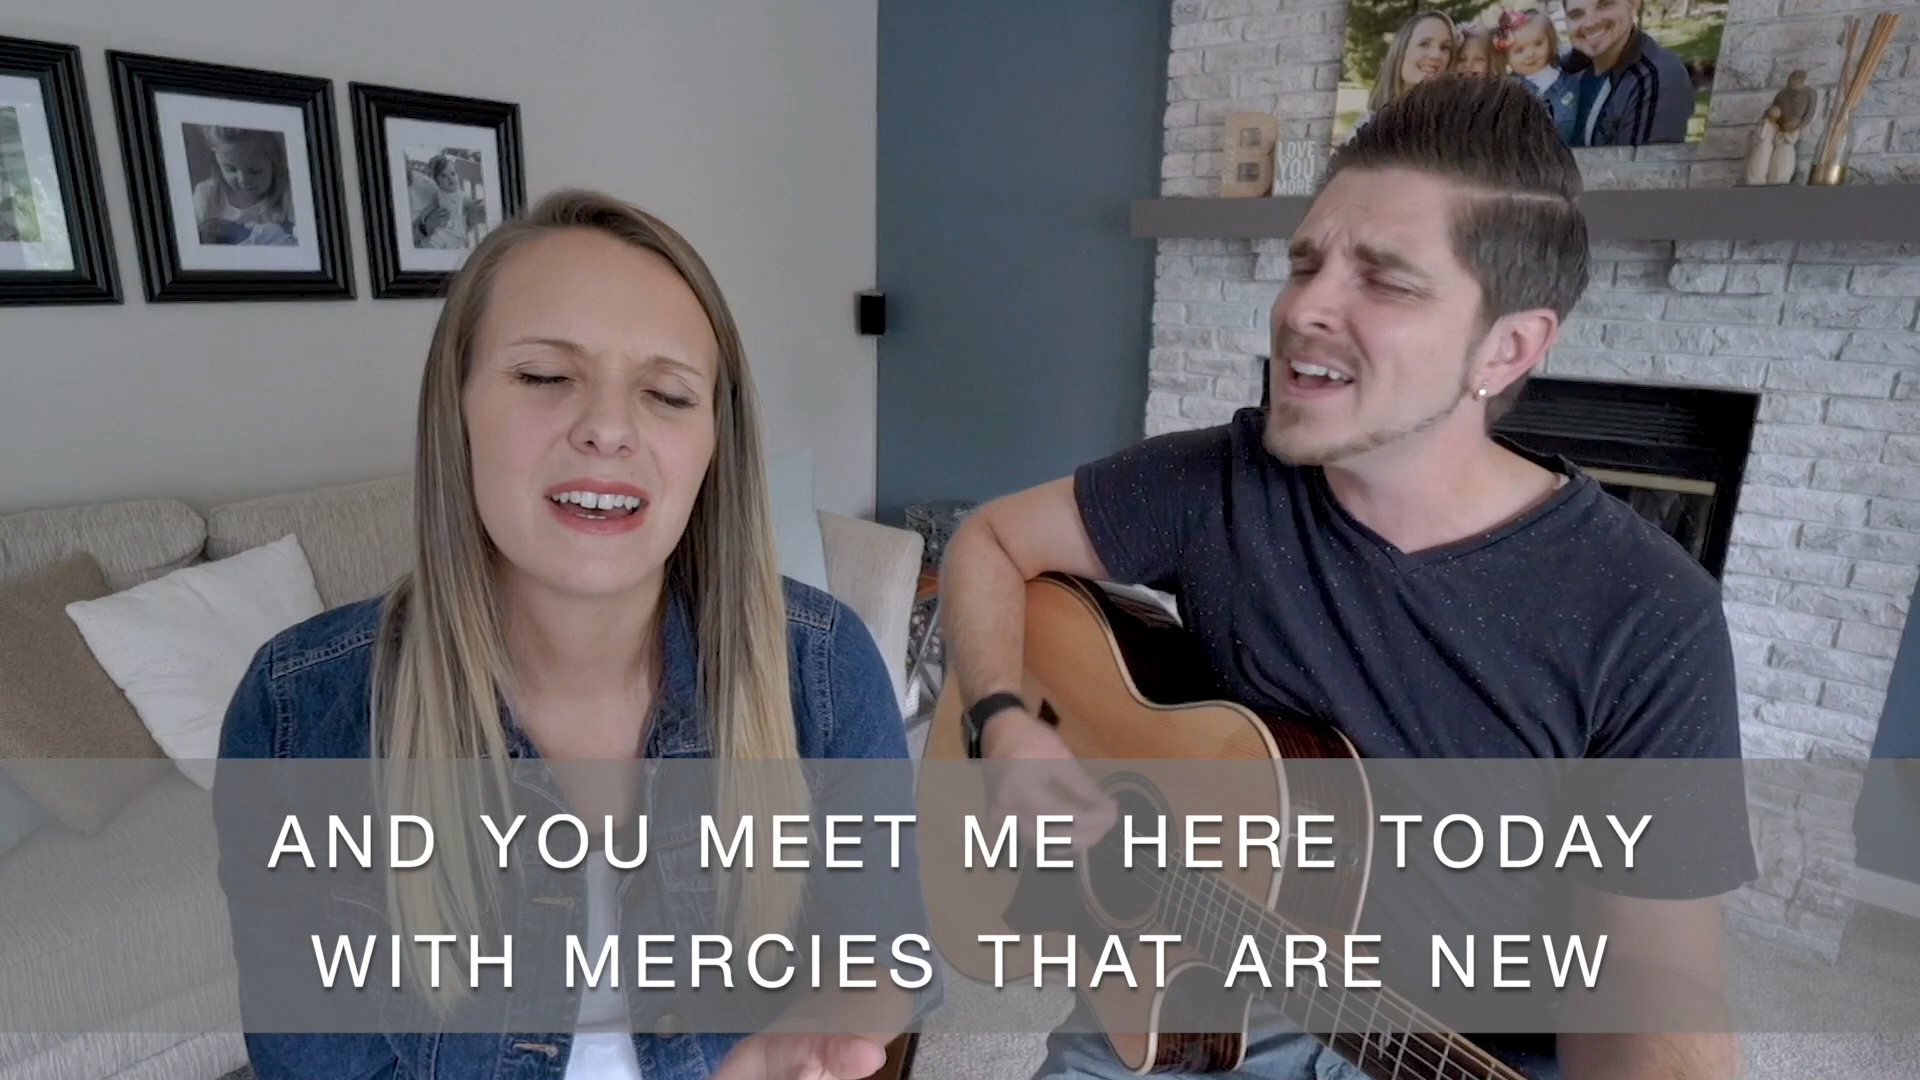 B
LOVE
YOU
MORE
AND YOU MEET ME HERE TODAY
WITH MERCIES THAT ARE NEW